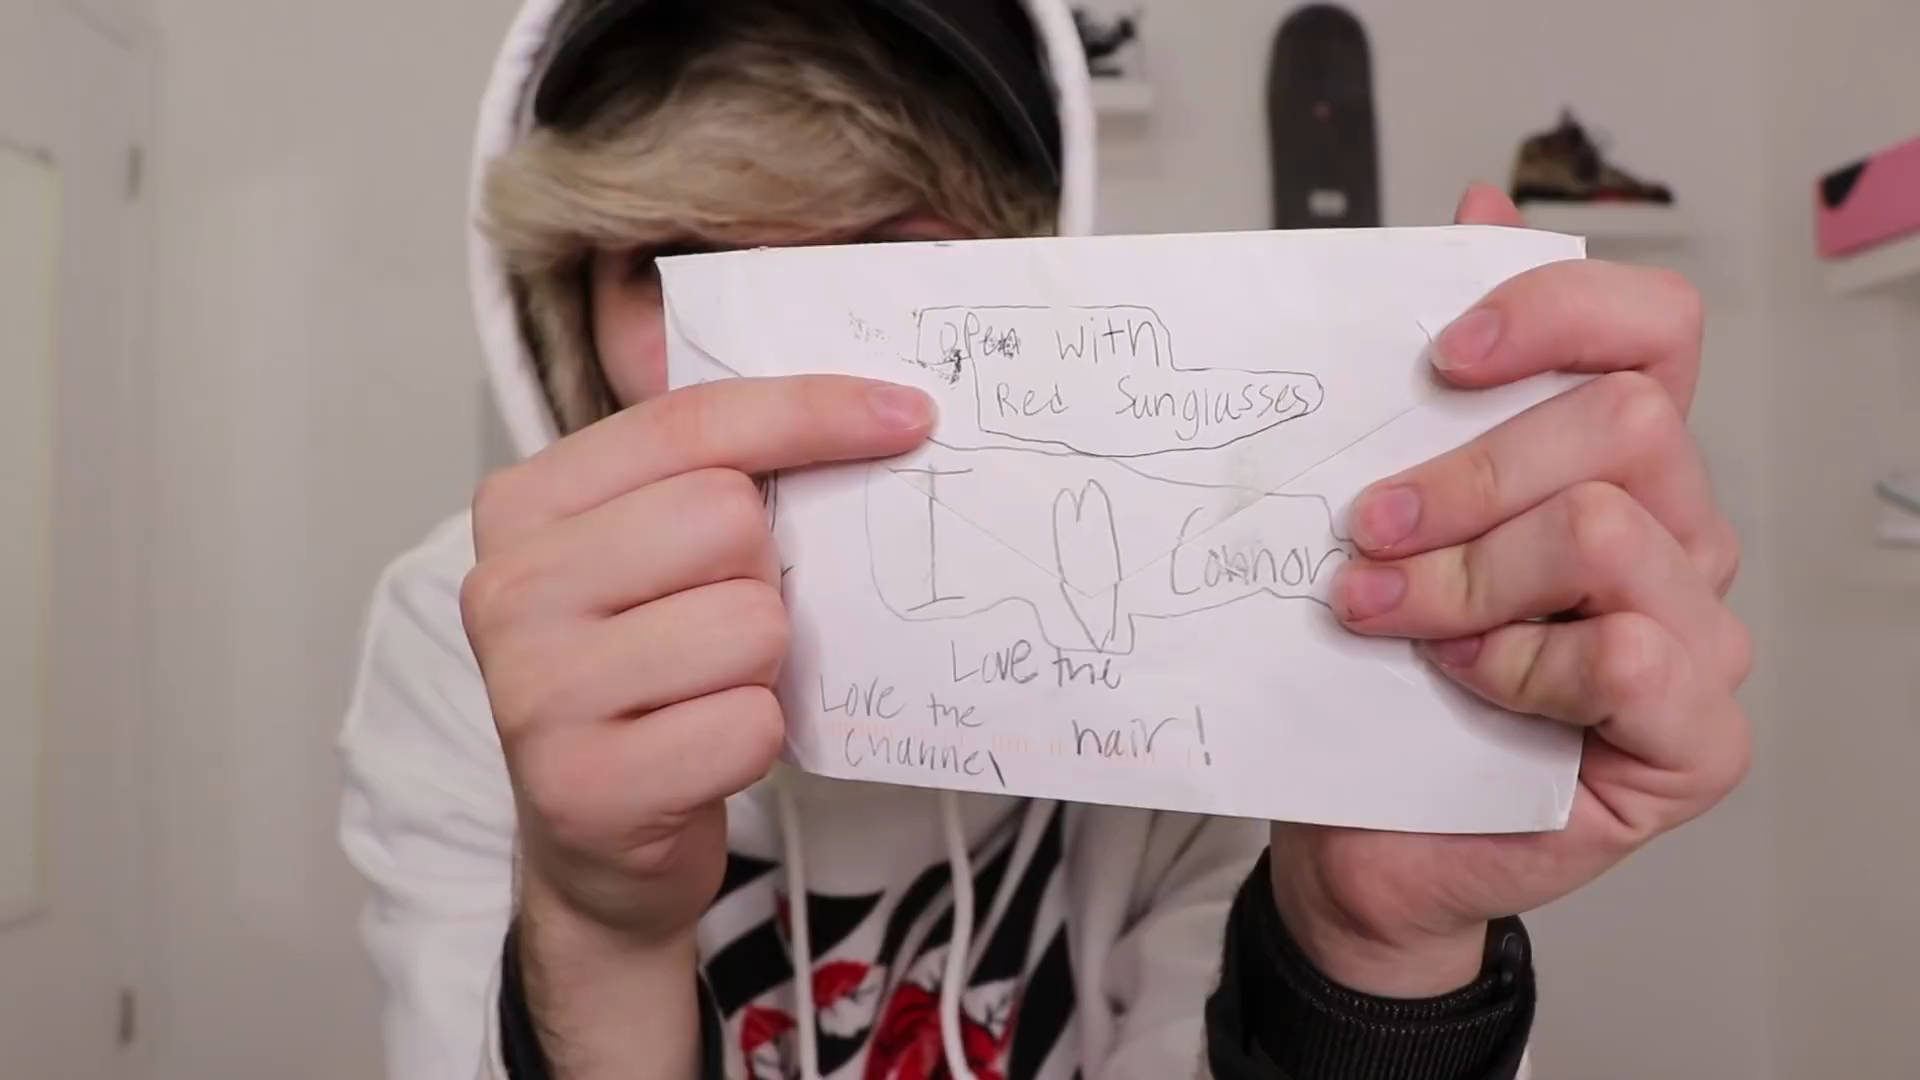 Open with
Red Sunglasses
I ♡ Connor
Love the
hair!
Love the
Channel